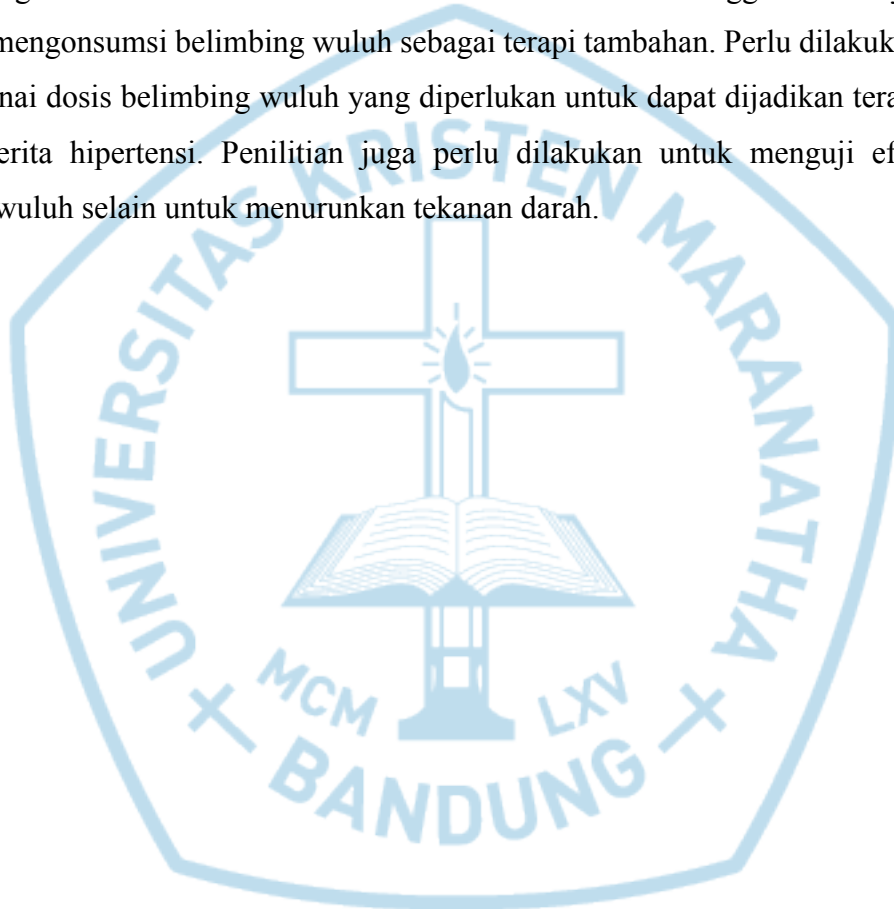 mengonsumsi belimbing wuluh sebagai terapi tambahan. Perlu dilakuk
nai dosis belimbing wuluh yang diperlukan untuk dapat dijadikan tera
erita hipertensi. Penilitian juga perlu dilakukan untuk menguji ef
wuluh selain untuk menurunkan tekanan darah.
UNIVERSITAS KRISTEN MARANATHA
MCM LXV
BANDUNG